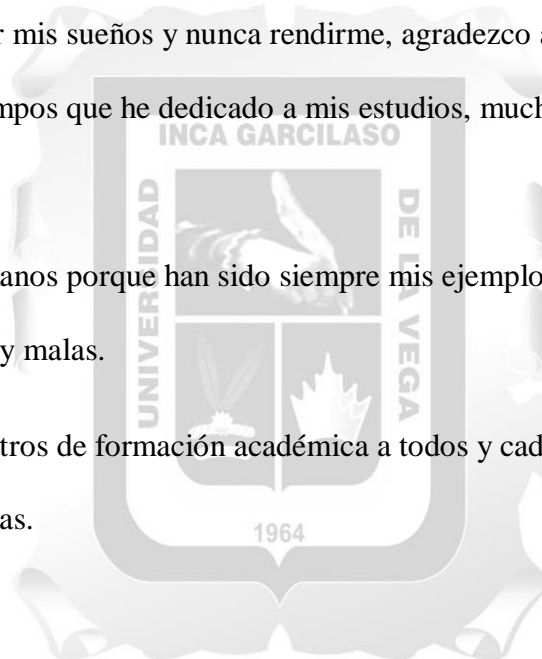 r mis sueños y nunca rendirme, agradezco a
mpos que he dedicado a mis estudios, much
INCA GARCILASO
UNIVERSIDAD
DE LA VEGA
anos porque han sido siempre mis ejemplo
y malas.
tros de formación académica a todos y cad
as.
1964